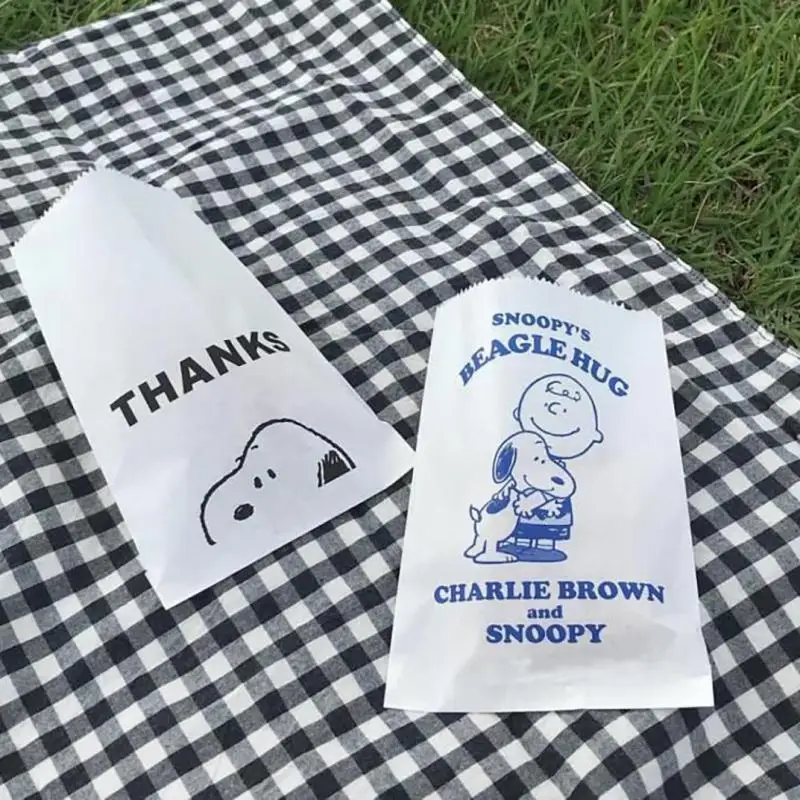 THANKS
SNOOPY'S
BEAGLE HUG
CHARLIE BROWN
and
SNOOPY